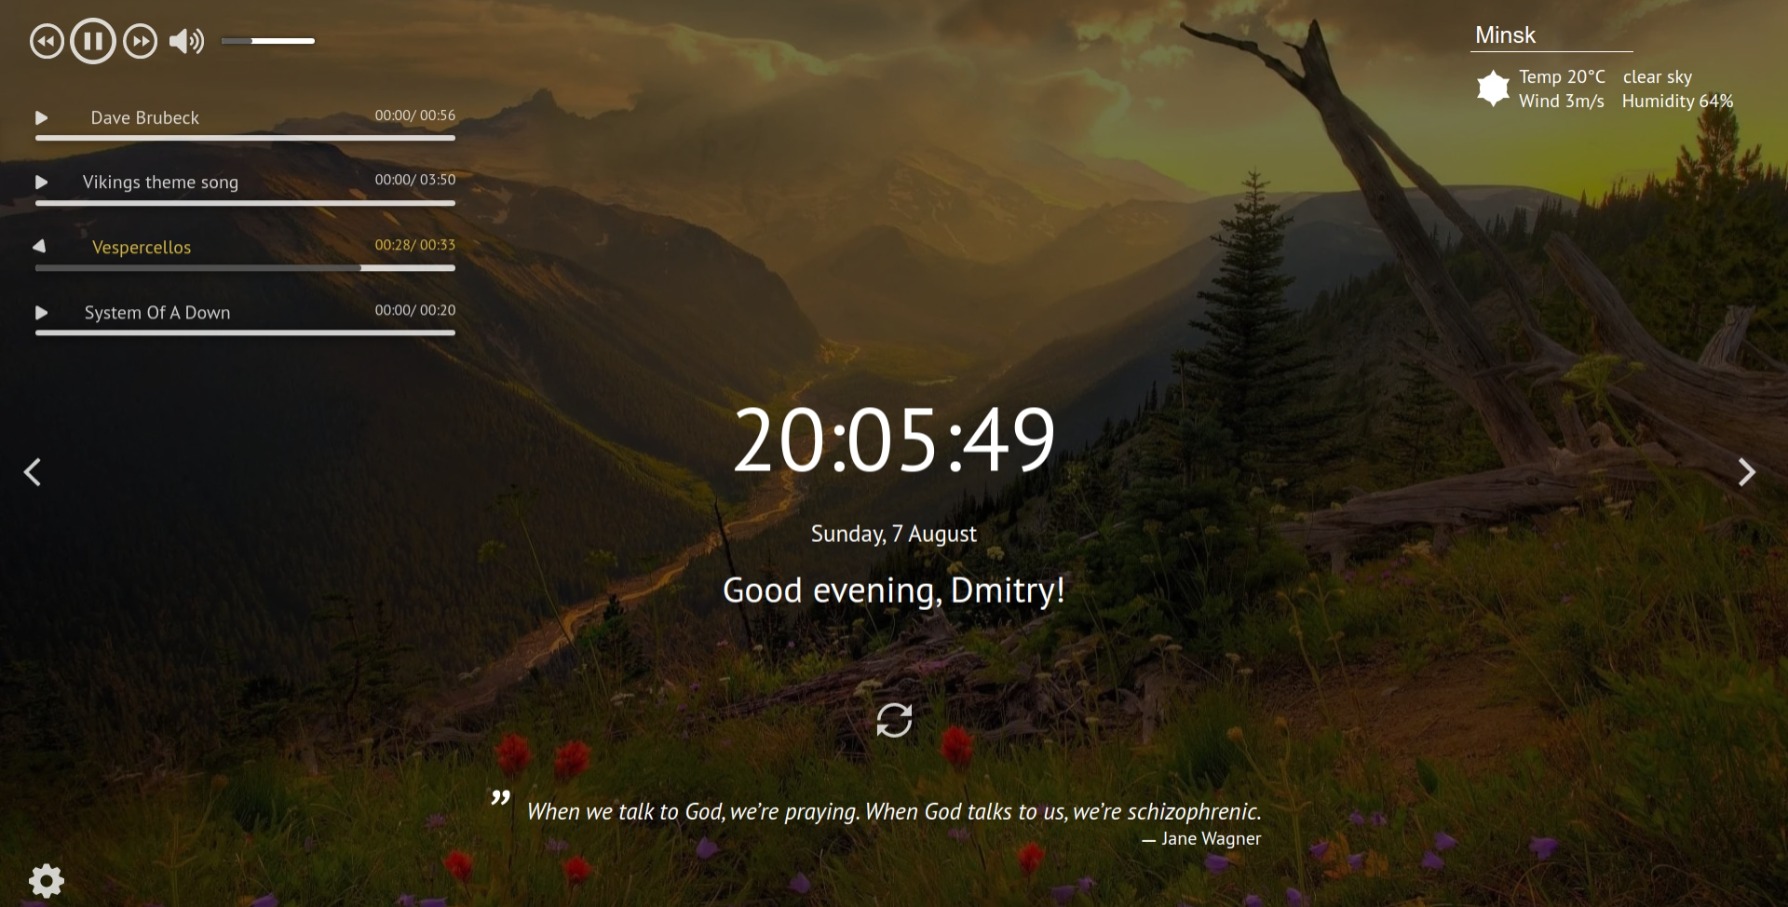 Minsk
Temp 20°C clear sky
Wind 3m/s Humidity 64%
Dave Brubeck 00:00/ 00:56
Vikings theme song 00:00/ 03:50
Vespercellos 00:28/ 00:33
System Of A Down 00:00/ 00:20
20:05:49
Sunday, 7 August
Good evening, Dmitry!
” When we talk to God, we’re praying. When God talks to us, we’re schizophrenic.
— Jane Wagner